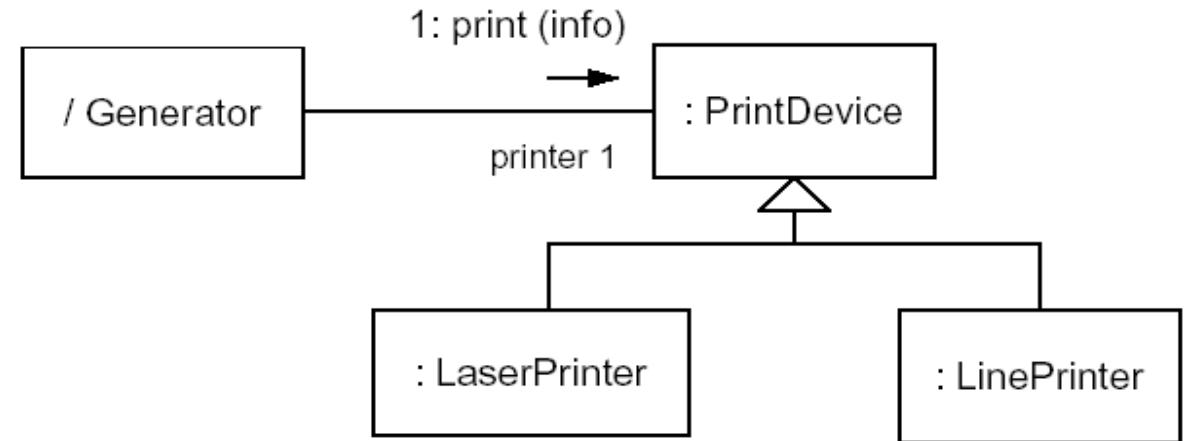 1: print (info)
/ Generator
: PrintDevice
printer 1
: LaserPrinter
: LinePrinter